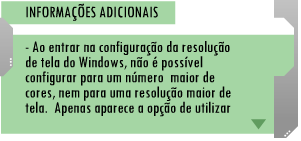 INFORMAÇÕES ADICIONAIS
- Ao entrar na configuração da resolução
de tela do Windows, não é possível
configurar para um número maior de
cores, nem para uma resolução maior de
tela. Apenas aparece a opção de utilizar